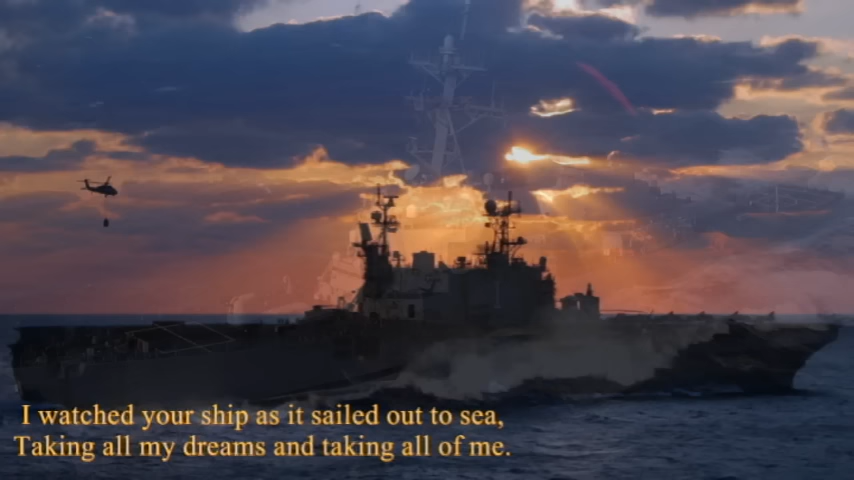 I watched your ship as it sailed out to sea,
Taking all my dreams and taking all of me.